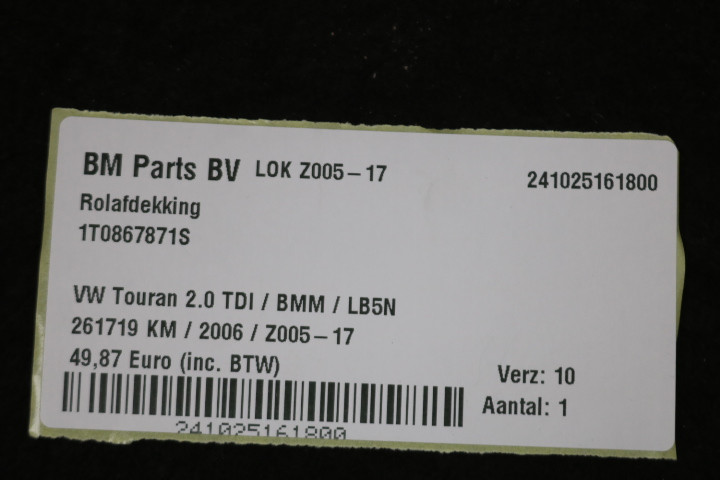 BM Parts BV LOK Z005-17 241025161800
Rolafdekking
1T0867871S
VW Touran 2.0 TDI / BMM / LB5N
261719 KM / 2006 / Z005-17
49,87 Euro (inc. BTW)
Verz: 10
Aantal: 1
241025161800